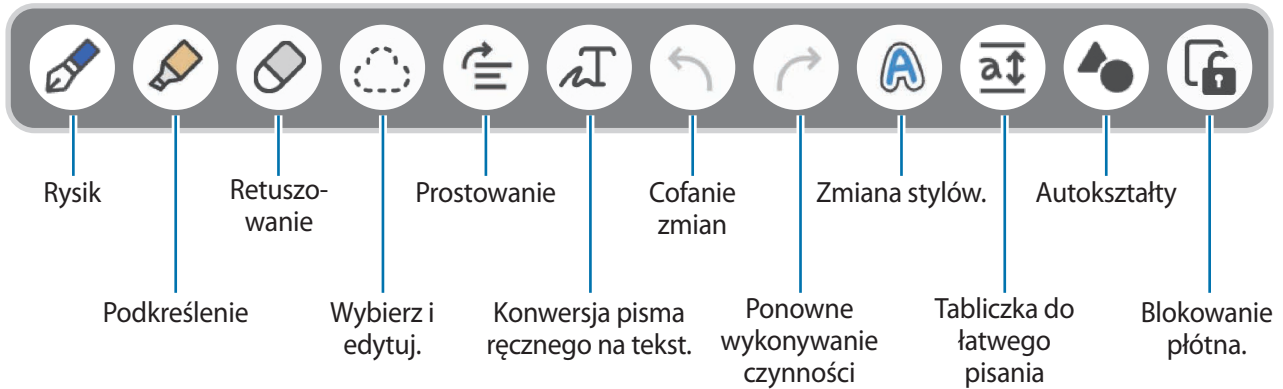 Rysik
Retuszo-
wanie
Prostowanie
Cofanie
zmian
Zmiana stylów.
Autokształty
Podkreślenie
Wybierz i
edytuj.
Konwersja pisma
ręcznego na tekst.
Ponowne
wykonywanie
czynności
Tabliczka do
łatwego
pisania
Blokowanie
płótna.